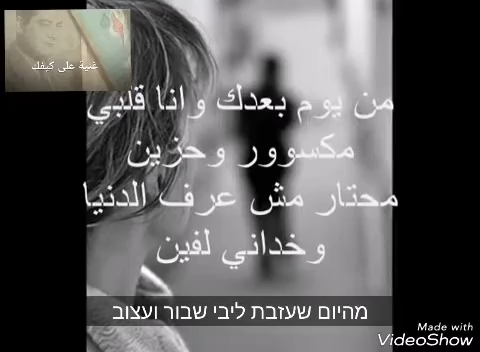 غنية على كيفك
من يوم بعدك وانا قلبي
مكسوور وحزين
محتار مش عرف الدنيا
وخداني لفين
מהיום שעזבת ליבי שבור ועצוב
Made with
VideoShow